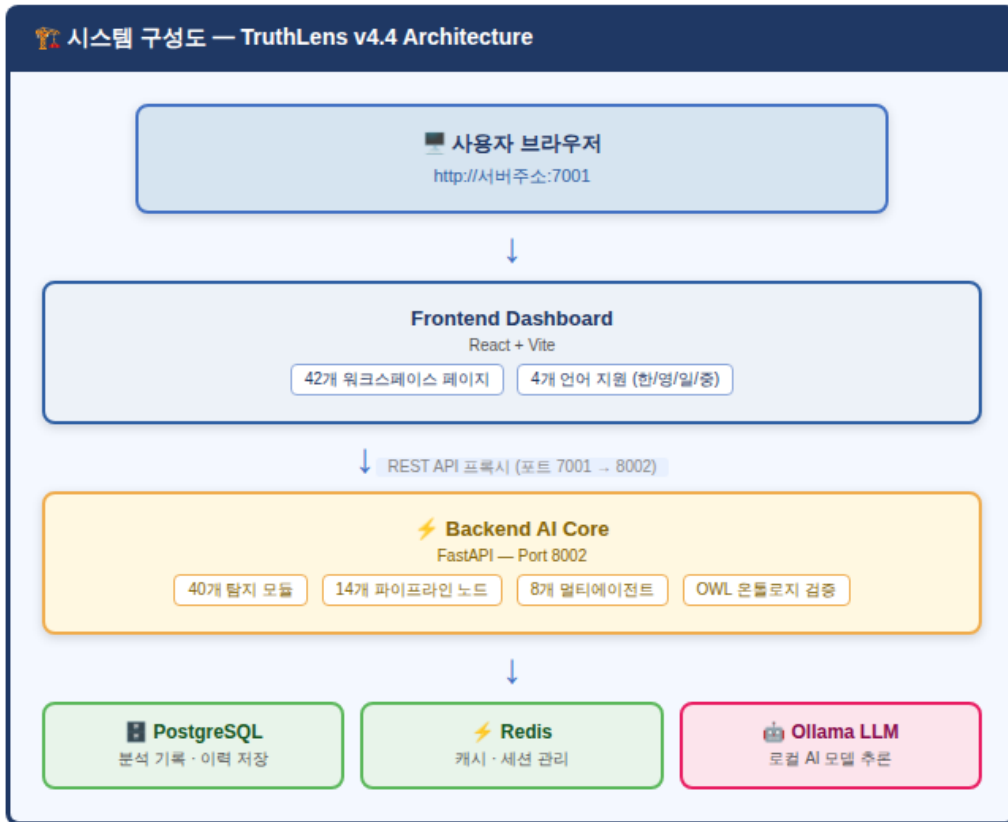 🏗️ 시스템 구성도 — TruthLens v4.4 Architecture
🖥️ 사용자 브라우저
http://서버주소:7001
↓
Frontend Dashboard
React + Vite
42개 워크스페이스 페이지 4개 언어 지원 (한/영/일/중)
↓ REST API 프록시 (포트 7001 → 8002)
⚡ Backend AI Core
FastAPI — Port 8002
40개 탐지 모듈 14개 파이프라인 노드 8개 멀티에이전트 OWL 온톨로지 검증
↓
🗄️ PostgreSQL ⚡ Redis 🤖 Ollama LLM
분석 기록 · 이력 저장 캐시 · 세션 관리 로컬 AI 모델 추론